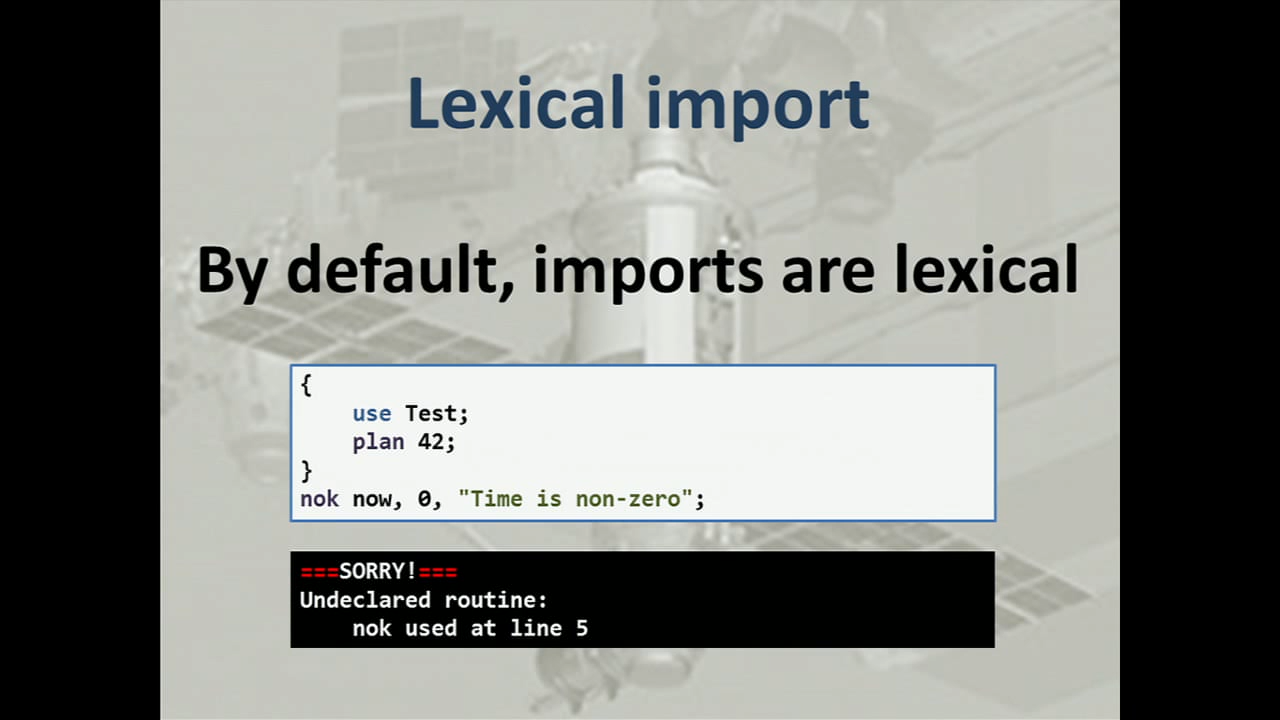 Lexical import
By default, imports are lexical
{
    use Test;
    plan 42;
}
nok now, 0, "Time is non-zero";
===SORRY!===
Undeclared routine:
    nok used at line 5